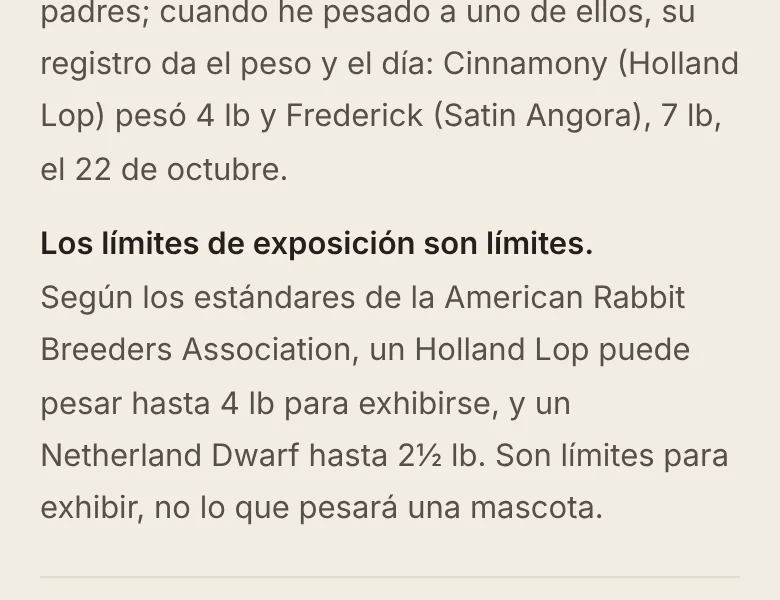 padres; cuando he pesado a uno de ellos, su
registro da el peso y el día: Cinnamony (Holland
Lop) pesó 4 lb y Frederick (Satin Angora), 7 lb,
el 22 de octubre.
Los límites de exposición son límites.
Según los estándares de la American Rabbit
Breeders Association, un Holland Lop puede
pesar hasta 4 lb para exhibirse, y un
Netherland Dwarf hasta 2½ lb. Son límites para
exhibir, no lo que pesará una mascota.